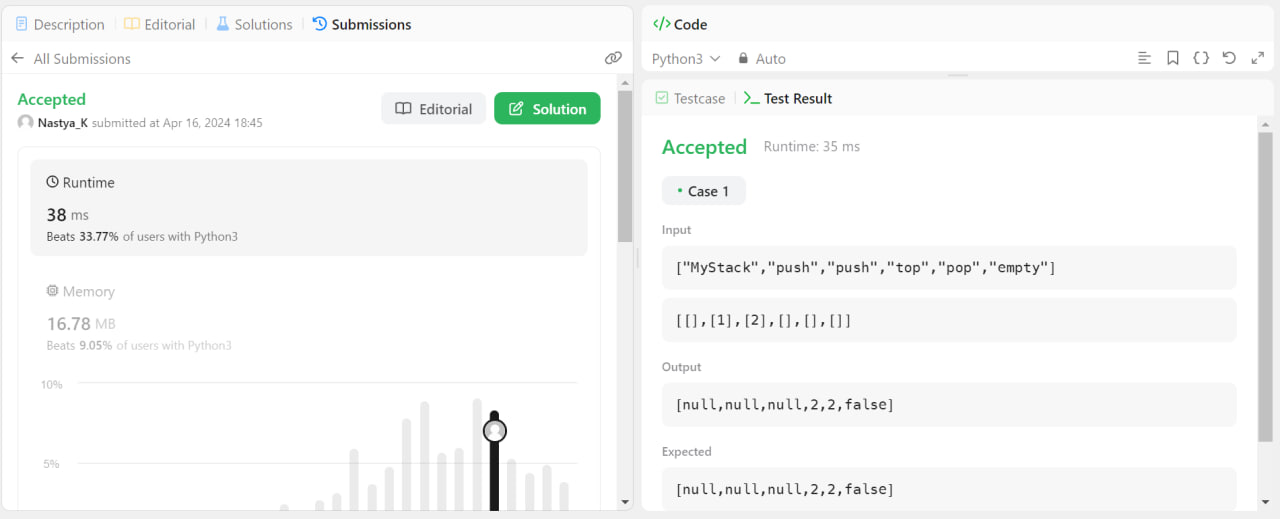 Description
Editorial
Solutions
Submissions
All Submissions
Accepted
Editorial
Solution
Nastya_K submitted at Apr 16, 2024 18:45
Runtime
38 ms
Beats 33.77% of users with Python3
Memory
16.78 MB
Beats 9.05% of users with Python3
10%
5%
</> Code
Python3
Auto
Testcase
Test Result
Accepted
Runtime: 35 ms
Case 1
Input
["MyStack","push","push","top","pop","empty"]
[[],[1],[2],[],[],[]]
Output
[null,null,null,2,2,false]
Expected
[null,null,null,2,2,false]